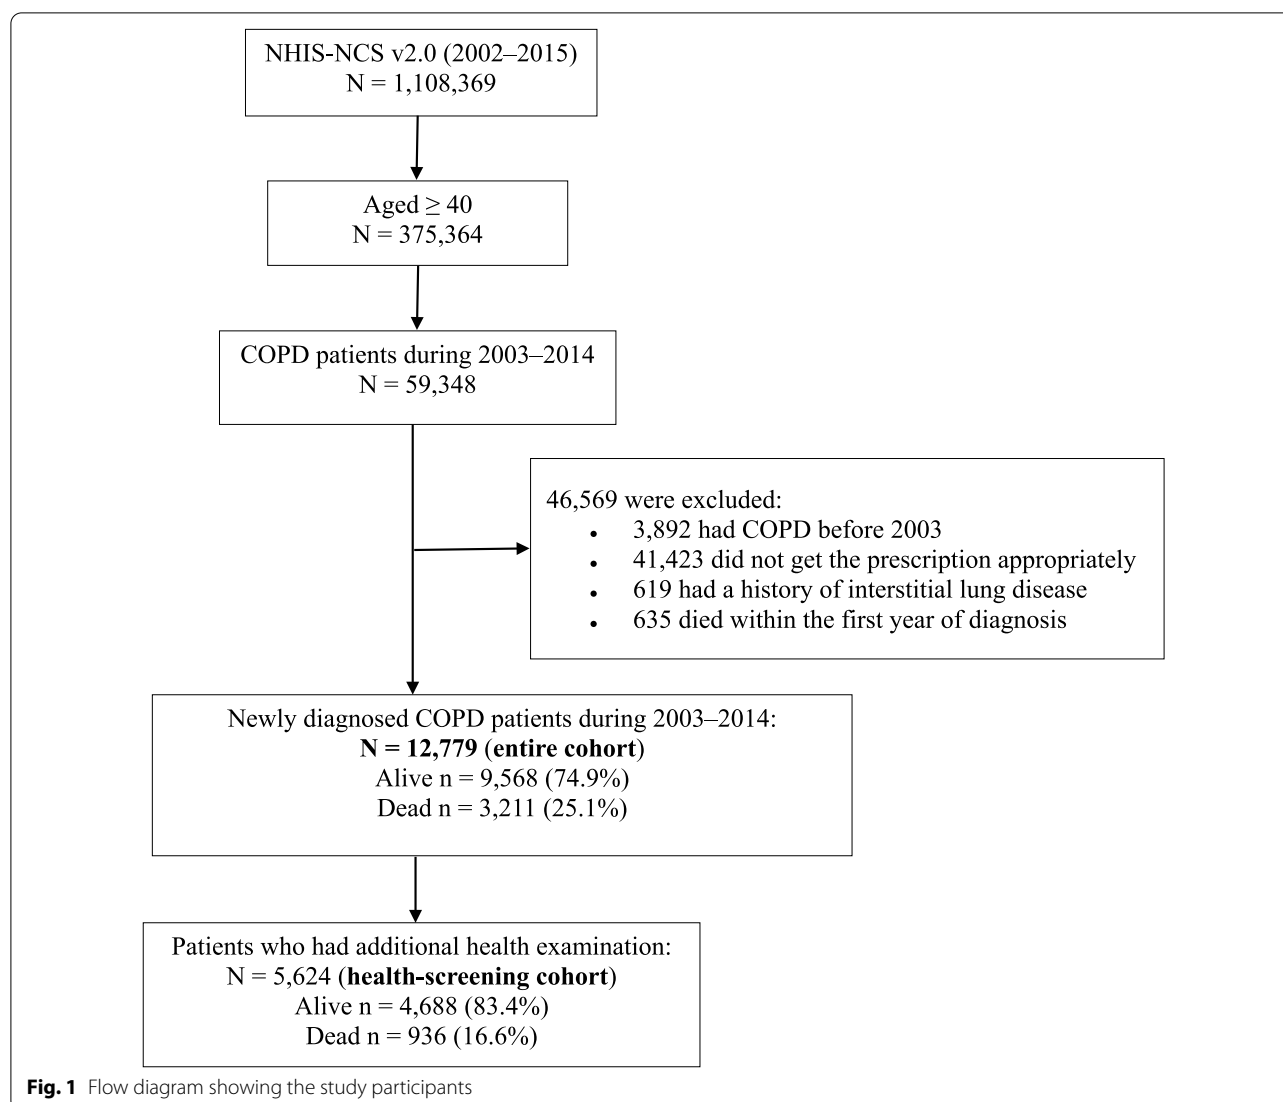 NHIS-NCS v2.0 (2002–2015)
N = 1,108,369
Aged ≥ 40
N = 375,364
COPD patients during 2003–2014
N = 59,348
46,569 were excluded:
• 3,892 had COPD before 2003
• 41,423 did not get the prescription appropriately
• 619 had a history of interstitial lung disease
• 635 died within the first year of diagnosis
Newly diagnosed COPD patients during 2003–2014:
N = 12,779 (entire cohort)
Alive n = 9,568 (74.9%)
Dead n = 3,211 (25.1%)
Patients who had additional health examination:
N = 5,624 (health-screening cohort)
Alive n = 4,688 (83.4%)
Dead n = 936 (16.6%)
Fig. 1 Flow diagram showing the study participants